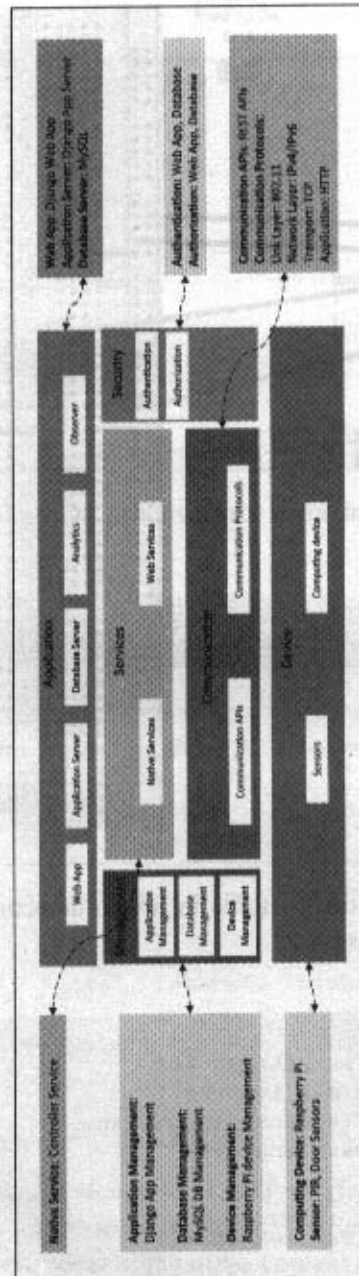 Native Service: Controller Service
Application Management:
Django App Management
Database Management:
MySQL DB Management
Device Management:
Raspberry Pi device Management
Computing Device: Raspberry Pi
Sensor: PIR, Door Sensors
Application
Web App
Application Server
Database Server
Analytics
Observer
Management
Application
Management
Database
Management
Device
Management
Services
Native Services
Web Services
Communication
Communication APIs
Communication Protocols
Security
Authentication
Authorization
Device
Sensors
Computing device
Web App: Django Web App
Application Server: Django App Server
Database Server: MySQL
Authentication: Web App, Database
Authorization: Web App, Database
Communication APIs: REST APIs
Communication Protocols:
Link Layer: 802.11
Network Layer: IPv4/IPv6
Transport: TCP
Application: HTTP